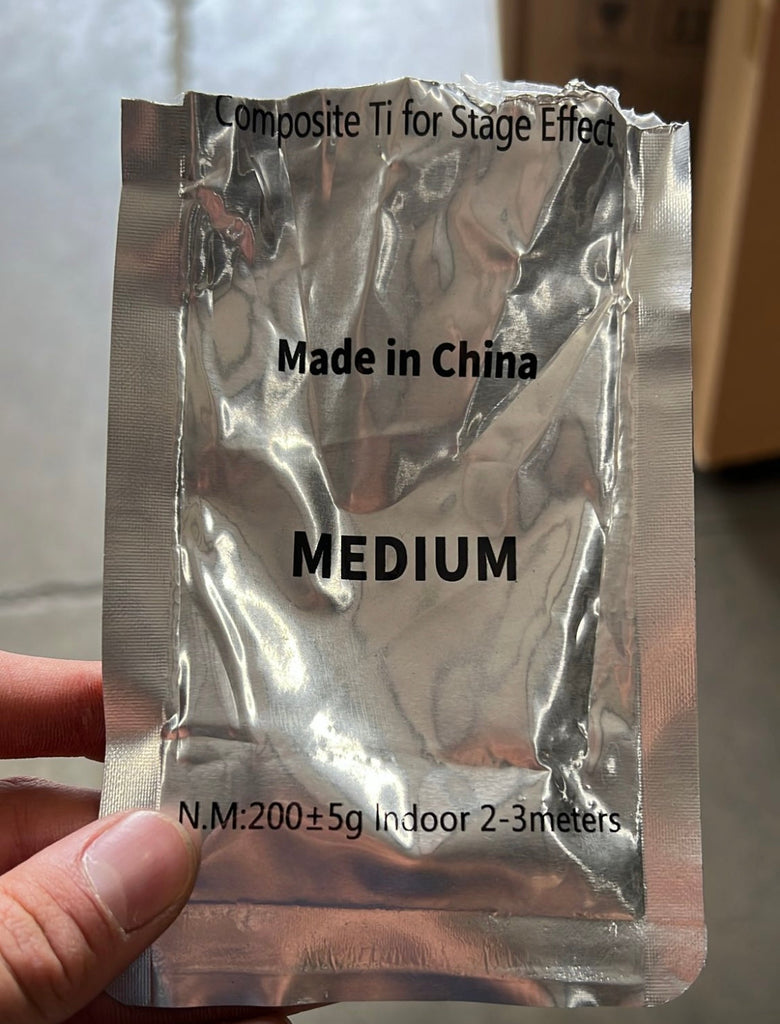 Composite Ti for Stage Effect
Made in China
MEDIUM
N.M:200±5g Indoor 2-3meters